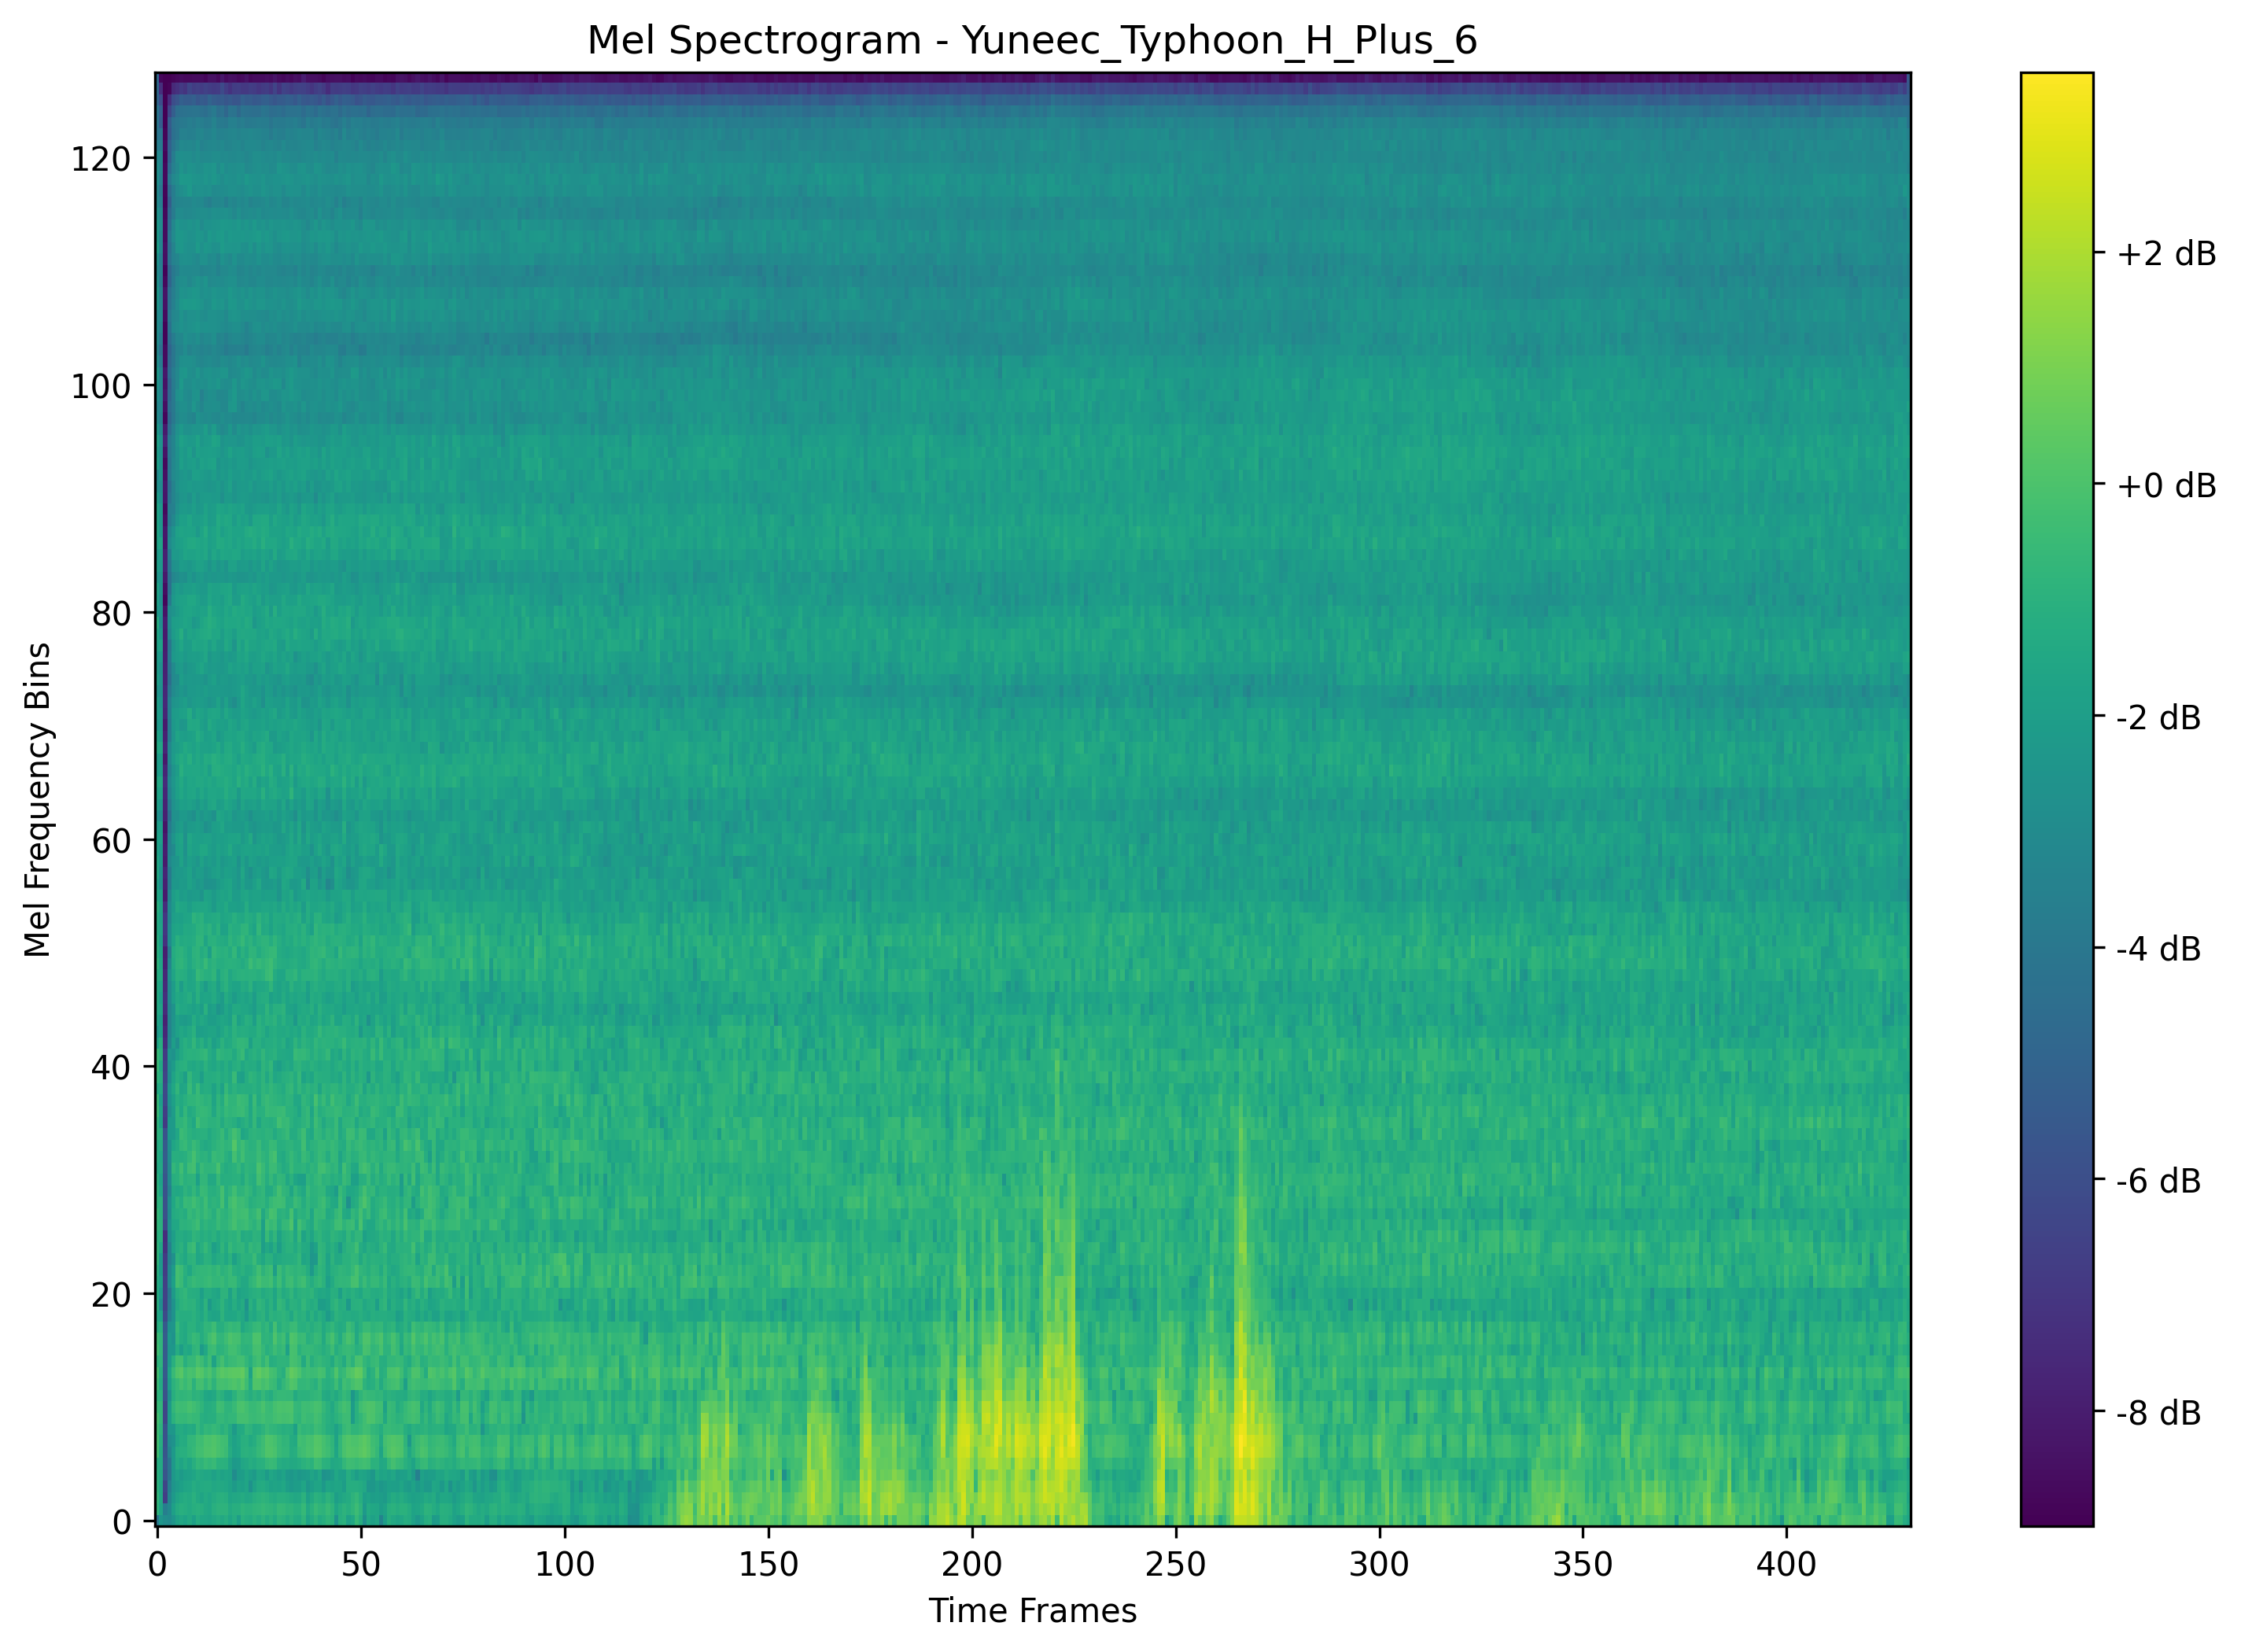 Mel Spectrogram - Yuneec_Typhoon_H_Plus_6
Mel Frequency Bins
120
100
80
60
40
20
0
0 50 100 150 200 250 300 350 400
Time Frames
+2 dB
+0 dB
-2 dB
-4 dB
-6 dB
-8 dB